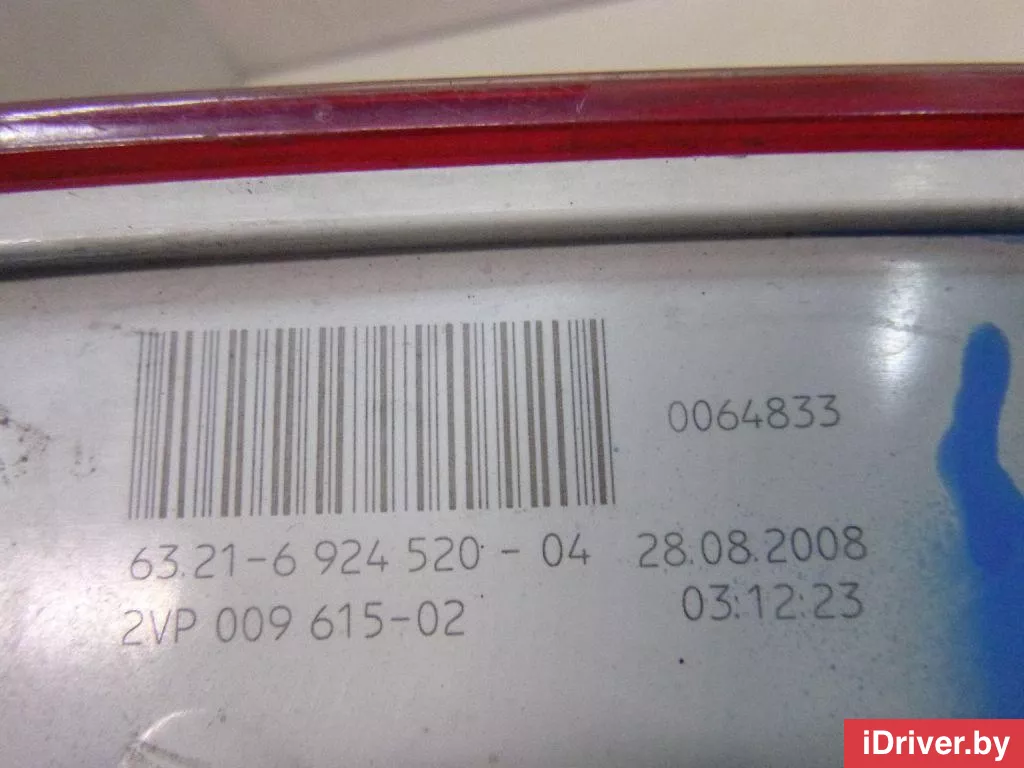 0064833
63.21-6 924 520 - 04 28.08.2008
2VP 009 615-02 03:12:23
iDriver.by